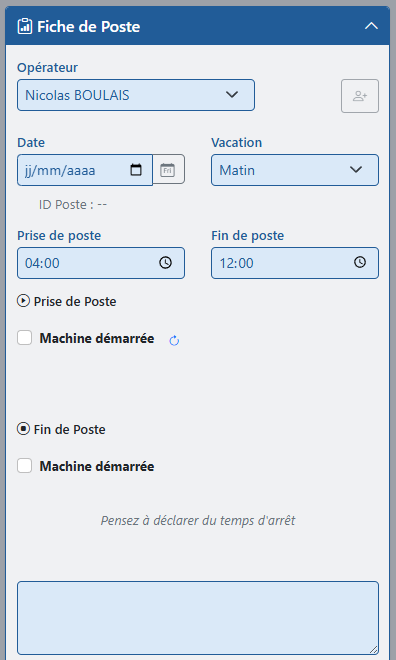 Fiche de Poste
Opérateur
Nicolas BOULAIS
Date Vacation
jj/mm/aaaa Fri Matin
ID Poste : --
Prise de poste Fin de poste
04:00 12:00
Prise de Poste
Machine démarrée
Fin de Poste
Machine démarrée
Pensez à déclarer du temps d'arrêt